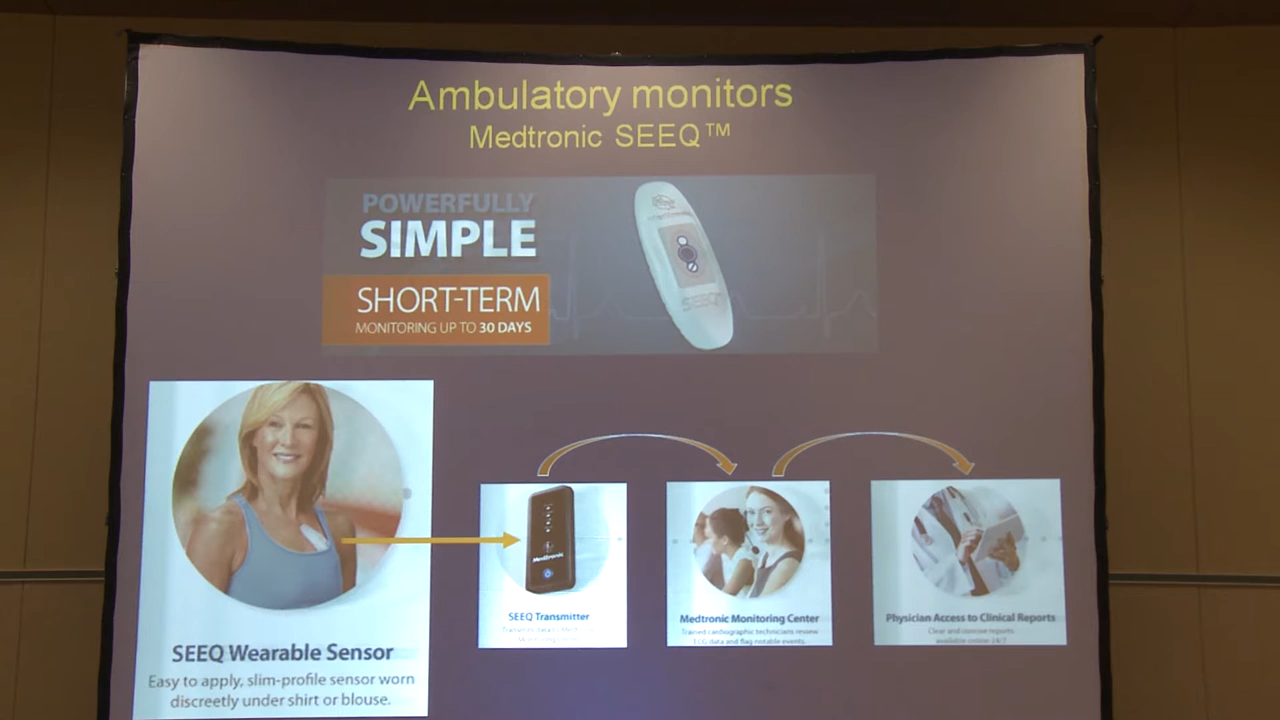 Ambulatory monitors
Medtronic SEEQ™
POWERFULLY
SIMPLE
SHORT-TERM
MONITORING UP TO 30 DAYS
SEEQ
Medtronic
SEEQ Wearable Sensor
Easy to apply, slim-profile sensor worn
discreetly under shirt or blouse.
SEEQ Transmitter
Medtronic Monitoring Center
Trained cardiographic technicians review
ECG data and flag notable events.
Physician Access to Clinical Reports
Clear and concise reports
available online 24/7